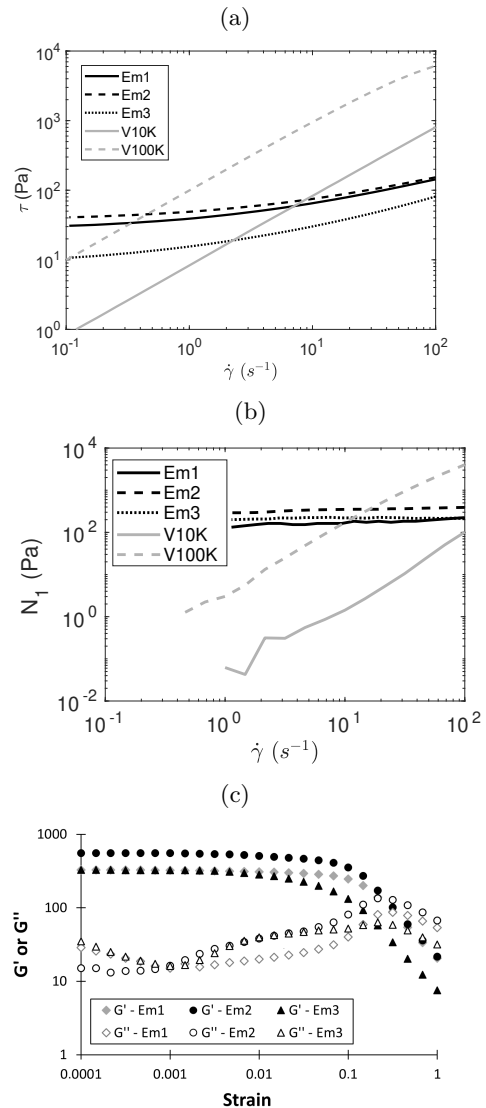 (a)
10^4
10^3
10^2
10^1
10^0
τ (Pa)
Em1
Em2
Em3
V10K
V100K
10^-1
10^0
10^1
10^2
γ̇ (s^-1)
(b)
10^4
10^2
10^0
10^-2
N_1 (Pa)
Em1
Em2
Em3
V10K
V100K
10^-1
10^0
10^1
10^2
γ̇ (s^-1)
(c)
1000
100
10
1
G' or G''
G' - Em1 G' - Em2 G' - Em3
G'' - Em1 G'' - Em2 G'' - Em3
0.0001 0.001 0.01 0.1 1
Strain